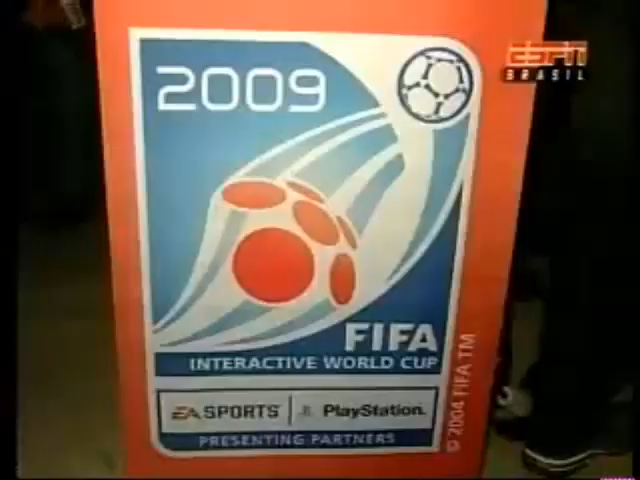 ESPN
BRASIL
2009
FIFA
INTERACTIVE WORLD CUP
EA SPORTS
PlayStation.
PRESENTING PARTNERS
© 2004 FIFA TM